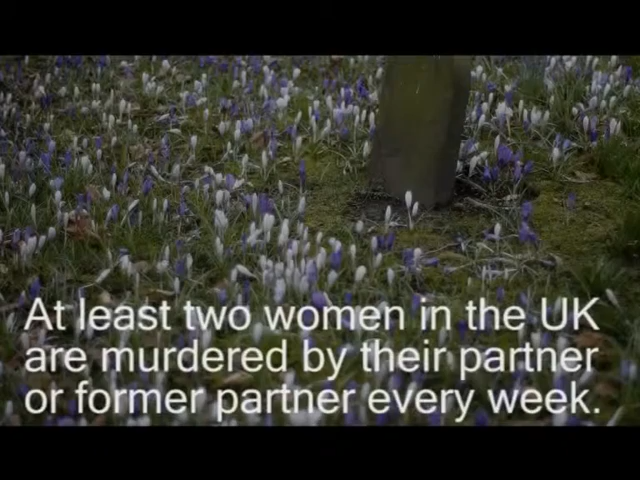 At least two women in the UK
are murdered by their partner
or former partner every week.